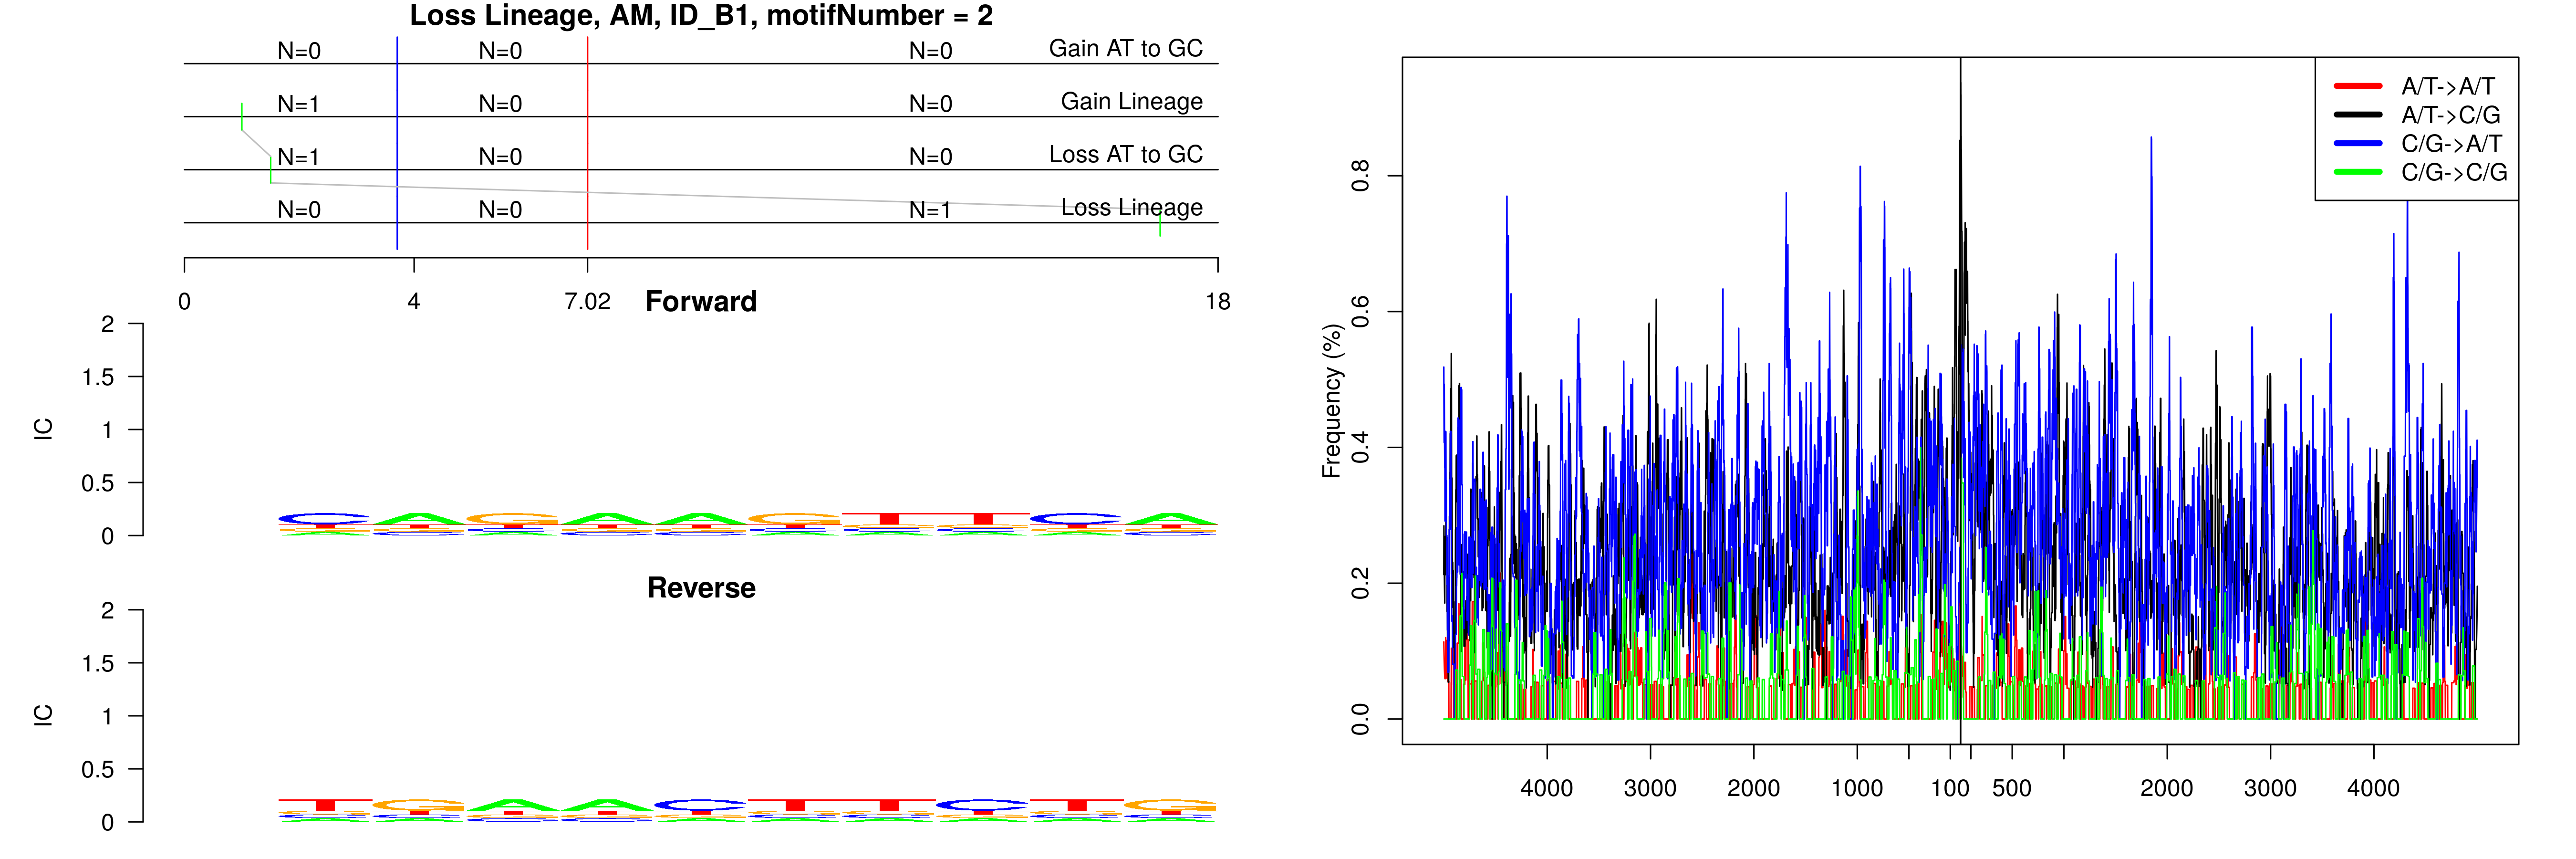 Loss Lineage, AM, ID_B1, motifNumber = 2
N=0 N=0 N=0 Gain AT to GC
N=1 N=0 N=0 Gain Lineage
N=1 N=0 N=0 Loss AT to GC
N=0 N=0 N=1 Loss Lineage
0 4 7.02 18
Forward
IC
2
1.5
1
0.5
0
CAGAAGTTCA
Reverse
IC
2
1.5
1
0.5
0
TGAACTTCTG
A/T->A/T
A/T->C/G
C/G->A/T
C/G->C/G
Frequency (%)
0.8
0.6
0.4
0.2
0.0
4000 3000 2000 1000 100 500 2000 3000 4000